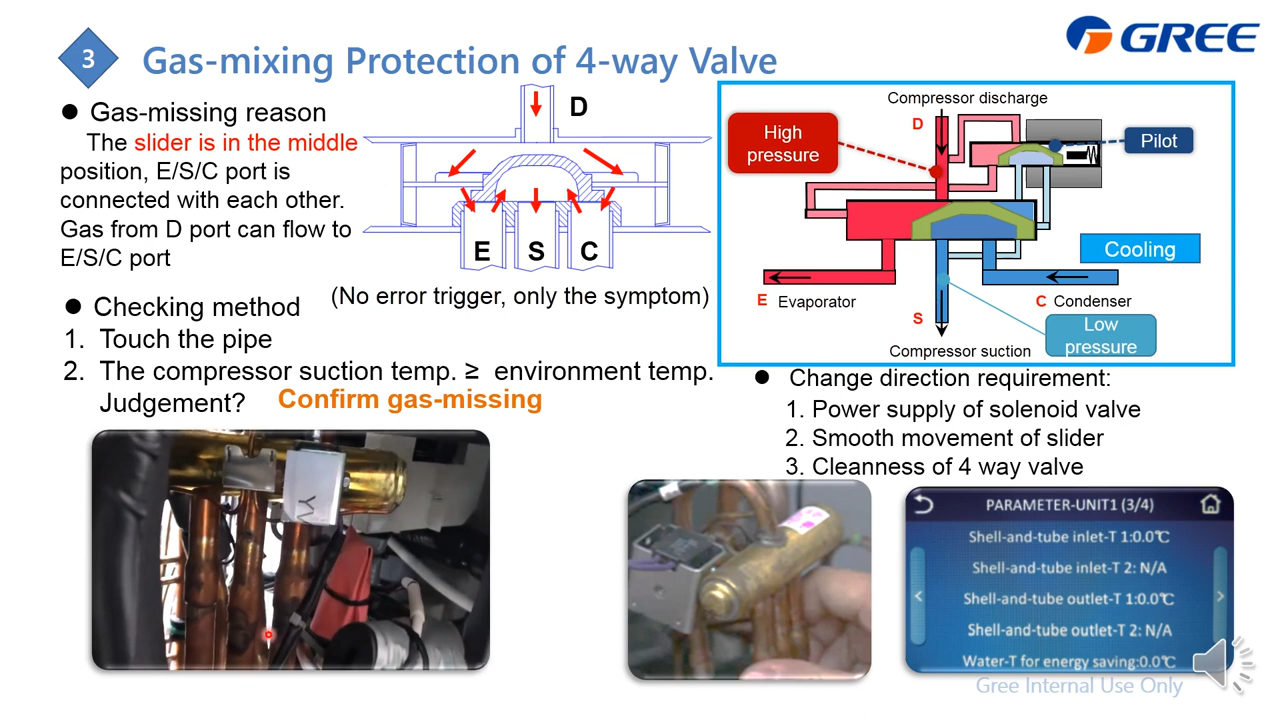 3
Gas-mixing Protection of 4-way Valve
GREE
● Gas-missing reason
The slider is in the middle
position, E/S/C port is
connected with each other.
Gas from D port can flow to
E/S/C port
D
E S C
(No error trigger, only the symptom)
● Checking method
1. Touch the pipe
2. The compressor suction temp. ≥ environment temp.
Judgement? Confirm gas-missing
Compressor discharge
D
High
pressure
Pilot
Cooling
E Evaporator
C Condenser
S
Low
pressure
Compressor suction
● Change direction requirement:
1. Power supply of solenoid valve
2. Smooth movement of slider
3. Cleanness of 4 way valve
PARAMETER-UNIT1 (3/4)
Shell-and-tube inlet-T 1:0.0℃
Shell-and-tube inlet-T 2: N/A
< Shell-and-tube outlet-T 1:0.0℃ >
Shell-and-tube outlet-T 2: N/A
Water-T for energy saving:0.0℃
Gree Internal Use Only